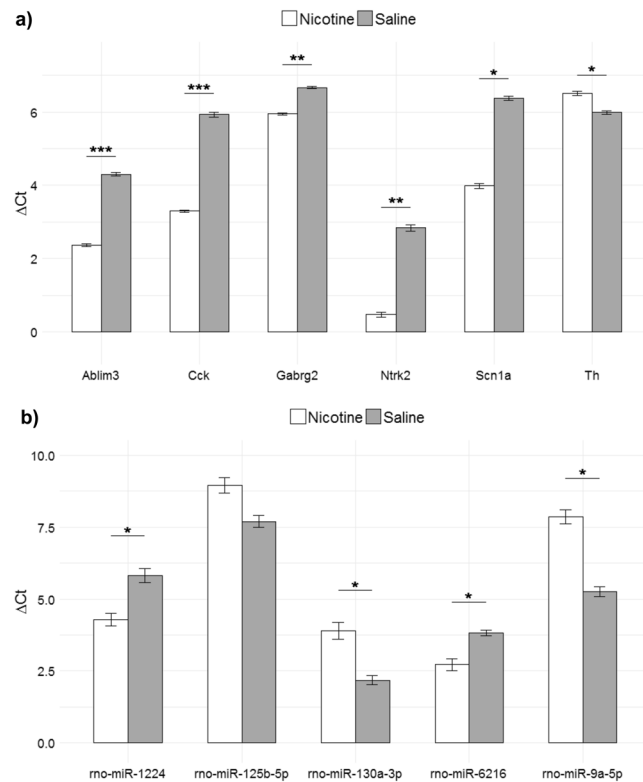 a)
Nicotine Saline
*** *** ** ** * *
ΔCt
6
4
2
0
Ablim3 Cck Gabrg2 Ntrk2 Scn1a Th
b)
Nicotine Saline
* * * *
ΔCt
10.0
7.5
5.0
2.5
0.0
rno-miR-1224 rno-miR-125b-5p rno-miR-130a-3p rno-miR-6216 rno-miR-9a-5p